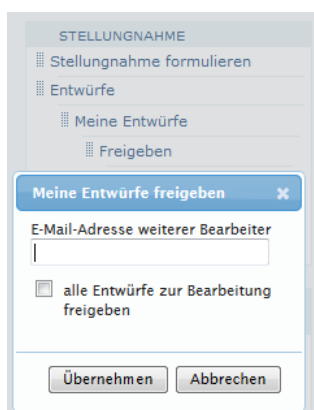 STELLUNGNAHME
Stellungnahme formulieren
Entwürfe
Meine Entwürfe
Freigeben
Meine Entwürfe freigeben
E-Mail-Adresse weiterer Bearbeiter
alle Entwürfe zur Bearbeitung
freigeben
Übernehmen Abbrechen